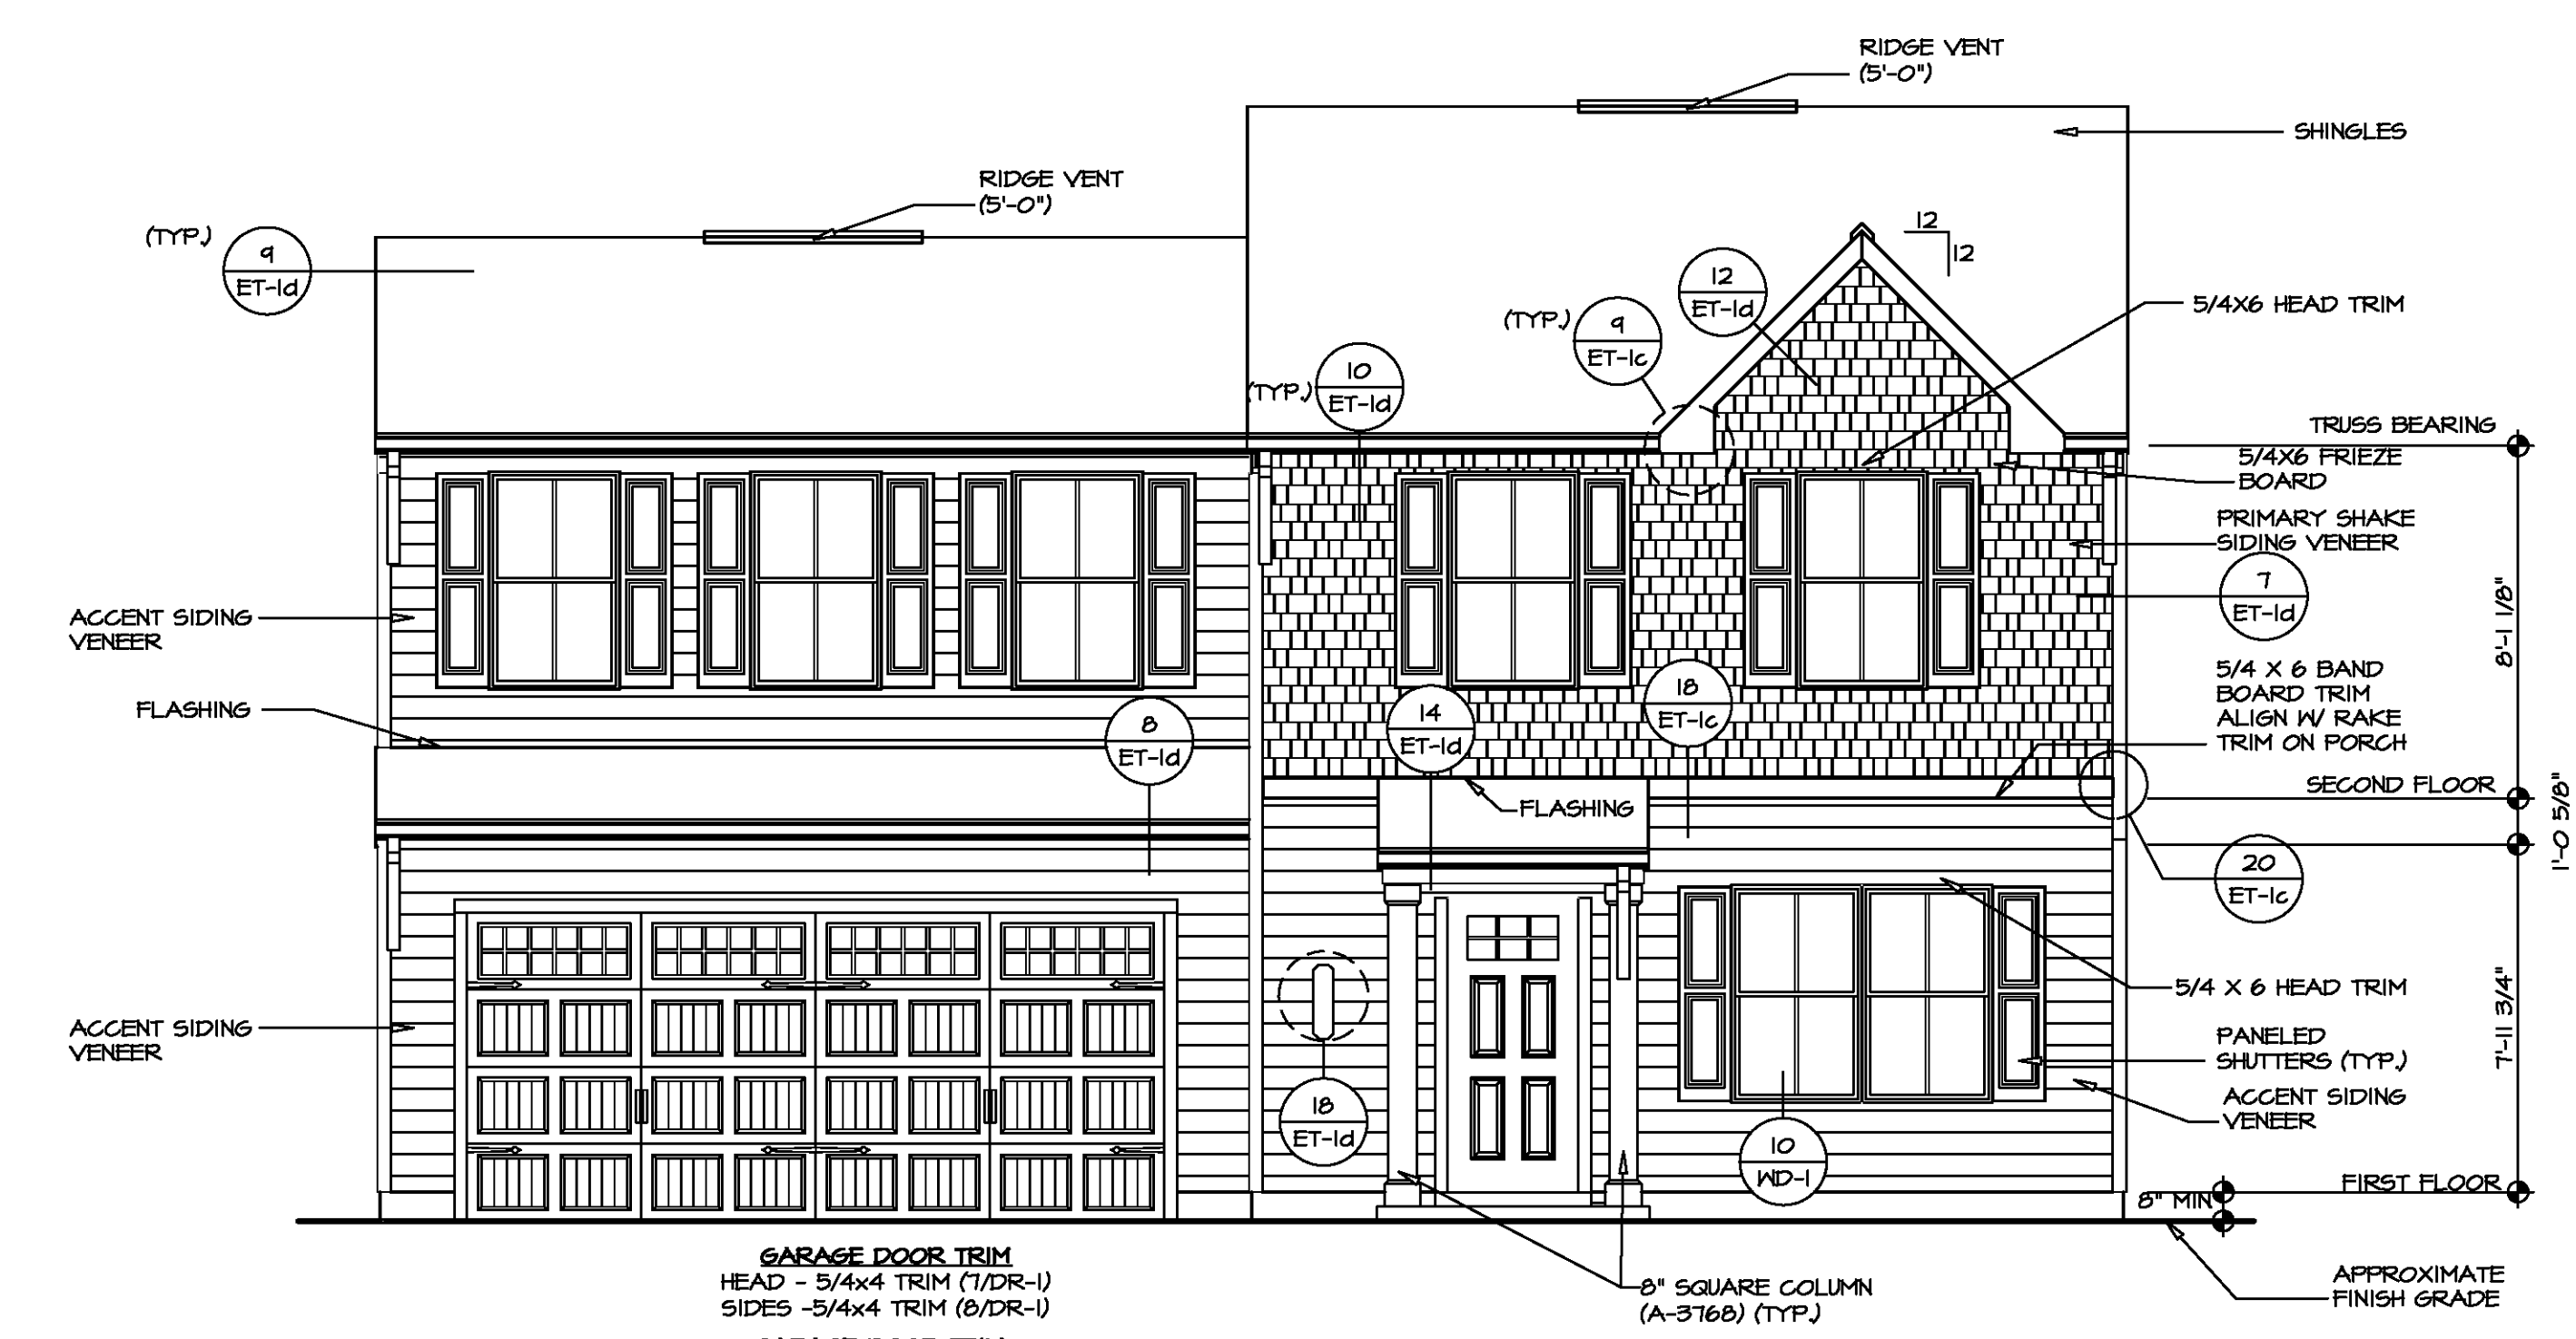 RIDGE VENT
(5'-0")
SHINGLES
RIDGE VENT
(5'-0")
(TYP.)
9
ET-1d
12
12
12
ET-1d
(TYP.)
9
ET-1c
5/4X6 HEAD TRIM
(TYP.)
10
ET-1d
TRUSS BEARING
5/4X6 FRIEZE
BOARD
PRIMARY SHAKE
SIDING VENEER
7
ET-1d
8'-1 1/8"
ACCENT SIDING
VENEER
5/4 X 6 BAND
BOARD TRIM
ALIGN W/ RAKE
TRIM ON PORCH
FLASHING
8
ET-1d
14
ET-1d
18
ET-1c
SECOND FLOOR
FLASHING
1'-0 5/8"
20
ET-1c
5/4 X 6 HEAD TRIM
7'-11 3/4"
ACCENT SIDING
VENEER
PANELED
SHUTTERS (TYP.)
ACCENT SIDING
VENEER
18
ET-1d
10
WD-1
FIRST FLOOR
8" MIN
GARAGE DOOR TRIM
HEAD - 5/4x4 TRIM (7/DR-1)
SIDES -5/4x4 TRIM (8/DR-1)
8" SQUARE COLUMN
(A-3768) (TYP.)
APPROXIMATE
FINISH GRADE